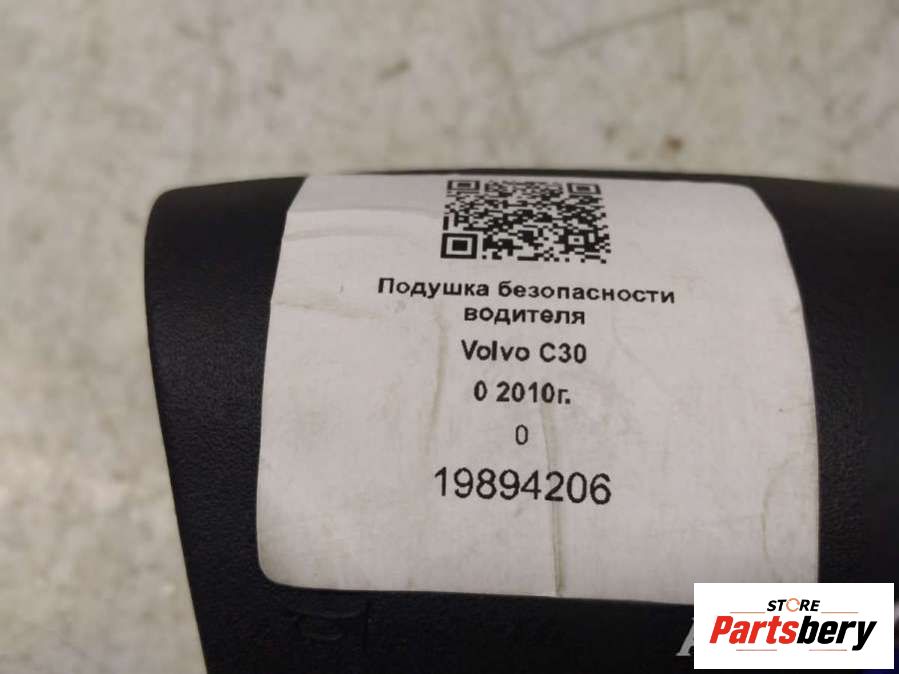 Подушка безопасности
водителя
Volvo C30
0 2010г.
0
19894206
STORE
Partsbery